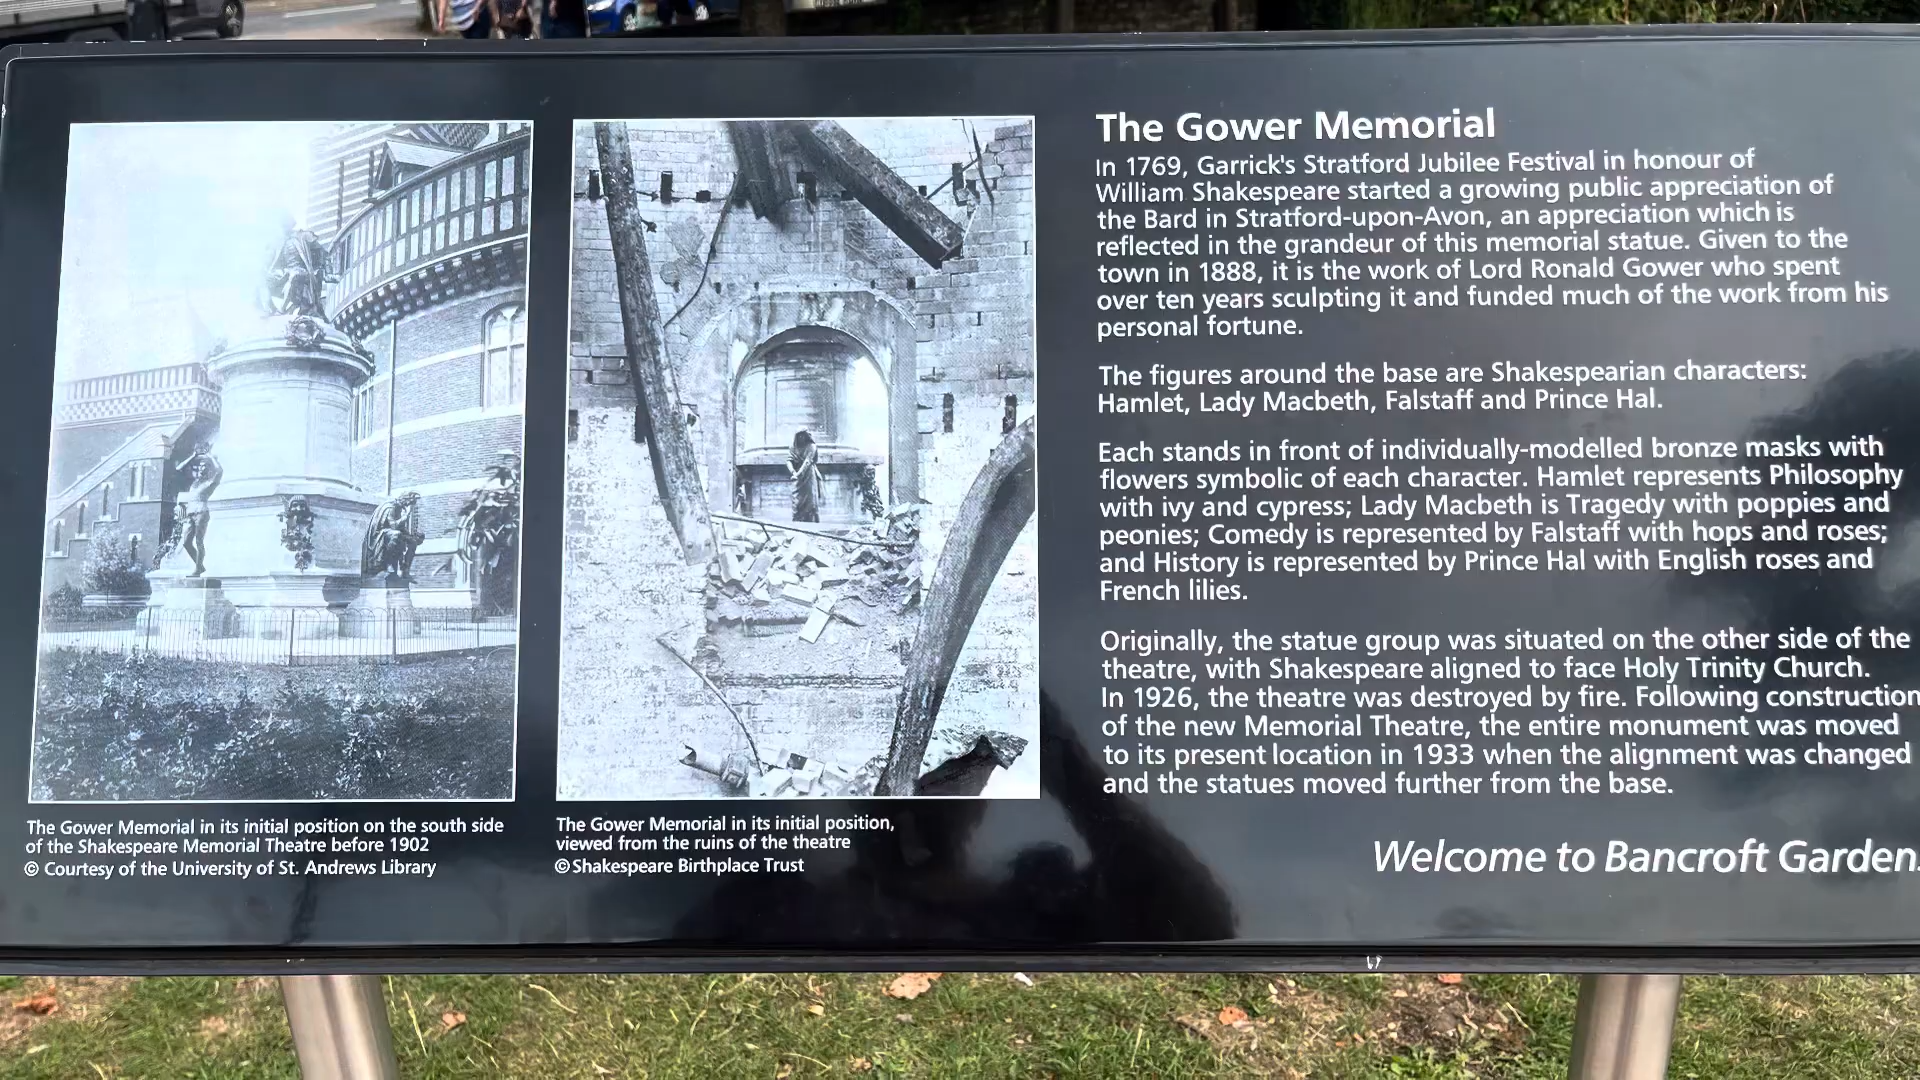 The Gower Memorial
In 1769, Garrick's Stratford Jubilee Festival in honour of
William Shakespeare started a growing public appreciation of
the Bard in Stratford-upon-Avon, an appreciation which is
reflected in the grandeur of this memorial statue. Given to the
town in 1888, it is the work of Lord Ronald Gower who spent
over ten years sculpting it and funded much of the work from his
personal fortune.
The figures around the base are Shakespearian characters:
Hamlet, Lady Macbeth, Falstaff and Prince Hal.
Each stands in front of individually-modelled bronze masks with
flowers symbolic of each character. Hamlet represents Philosophy
with ivy and cypress; Lady Macbeth is Tragedy with poppies and
peonies; Comedy is represented by Falstaff with hops and roses;
and History is represented by Prince Hal with English roses and
French lilies.
Originally, the statue group was situated on the other side of the
theatre, with Shakespeare aligned to face Holy Trinity Church.
In 1926, the theatre was destroyed by fire. Following construction
of the new Memorial Theatre, the entire monument was moved
to its present location in 1933 when the alignment was changed
and the statues moved further from the base.
The Gower Memorial in its initial position on the south side
of the Shakespeare Memorial Theatre before 1902
© Courtesy of the University of St. Andrews Library
The Gower Memorial in its initial position,
viewed from the ruins of the theatre
© Shakespeare Birthplace Trust
Welcome to Bancroft Garden